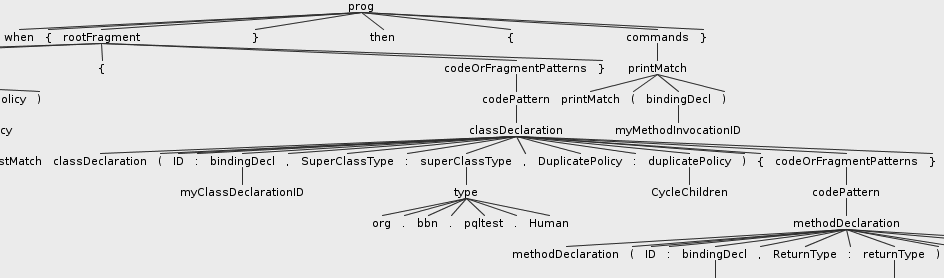 prog
when { rootFragment } then { commands }
{ codeOrFragmentPatterns } printMatch
olicy ) codePattern printMatch ( bindingDecl )
cy classDeclaration myMethodInvocationID
stMatch classDeclaration ( ID : bindingDecl , SuperClassType : superClassType , DuplicatePolicy : duplicatePolicy ) { codeOrFragmentPatterns }
myClassDeclarationID type CycleChildren codePattern
org . bbn . pqltest . Human methodDeclaration
methodDeclaration ( ID : bindingDecl , ReturnType : returnType )